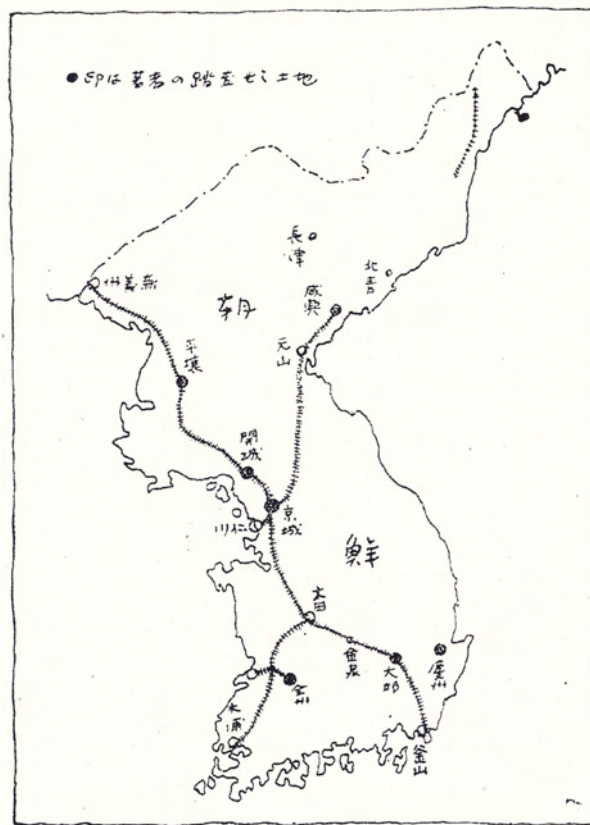 ●印は著者の踏査せし土地
長津
北青
新義州
朝
咸興
元山
平壌
開城
京城
仁川
鮮
大田
金泉
大邱
慶州
全州
木浦
釜山